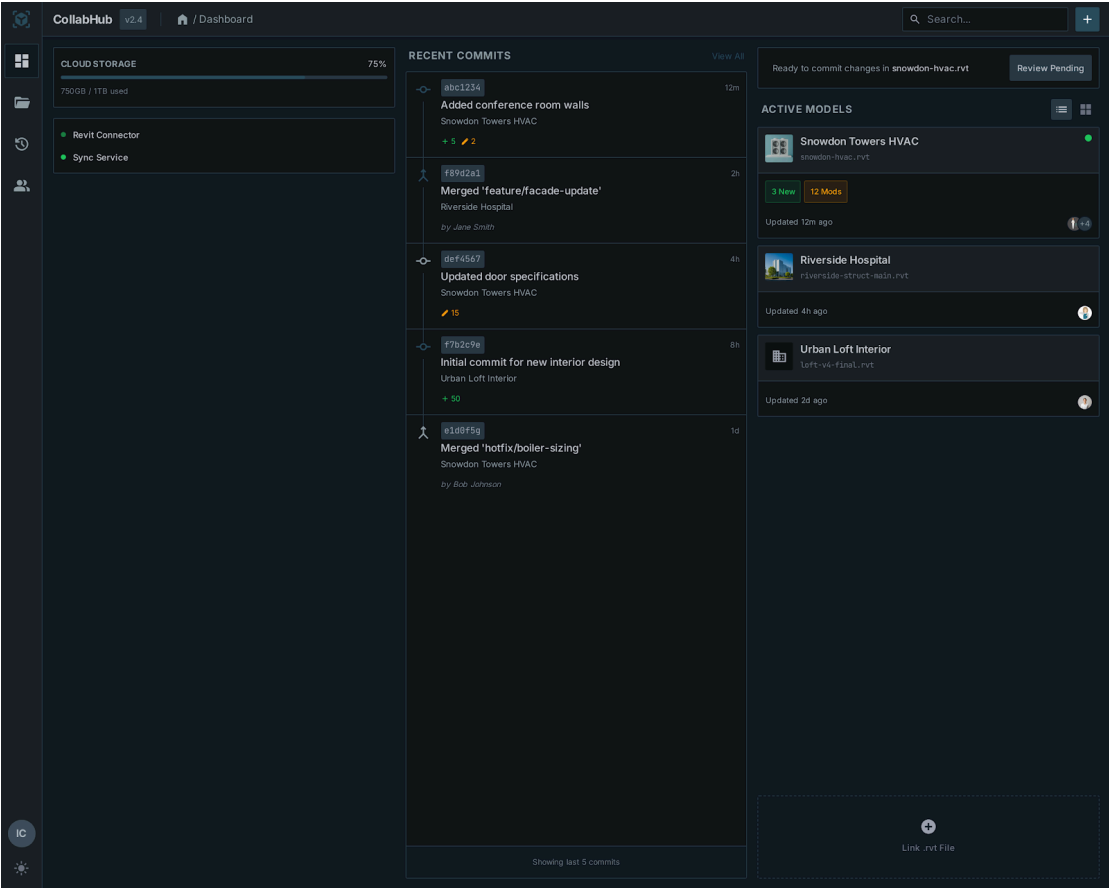 CollabHub v2.4 / Dashboard Search...
CLOUD STORAGE 75%
750GB / 1TB used
Revit Connector
Sync Service
IC
RECENT COMMITS View All
abc1234 12m
Added conference room walls
Snowdon Towers HVAC
+ 5 2
f89d2a1 2h
Merged 'feature/facade-update'
Riverside Hospital
by Jane Smith
def4567 4h
Updated door specifications
Snowdon Towers HVAC
15
f7b2c9e 8h
Initial commit for new interior design
Urban Loft Interior
+ 50
e1d0f5g 1d
Merged 'hotfix/boiler-sizing'
Snowdon Towers HVAC
by Bob Johnson
Showing last 5 commits
Ready to commit changes in snowdon-hvac.rvt Review Pending
ACTIVE MODELS
Snowdon Towers HVAC
snowdon-hvac.rvt
3 New 12 Mods
Updated 12m ago +4
Riverside Hospital
riverside-struct-main.rvt
Updated 4h ago
Urban Loft Interior
loft-v4-final.rvt
Updated 2d ago
Link .rvt File